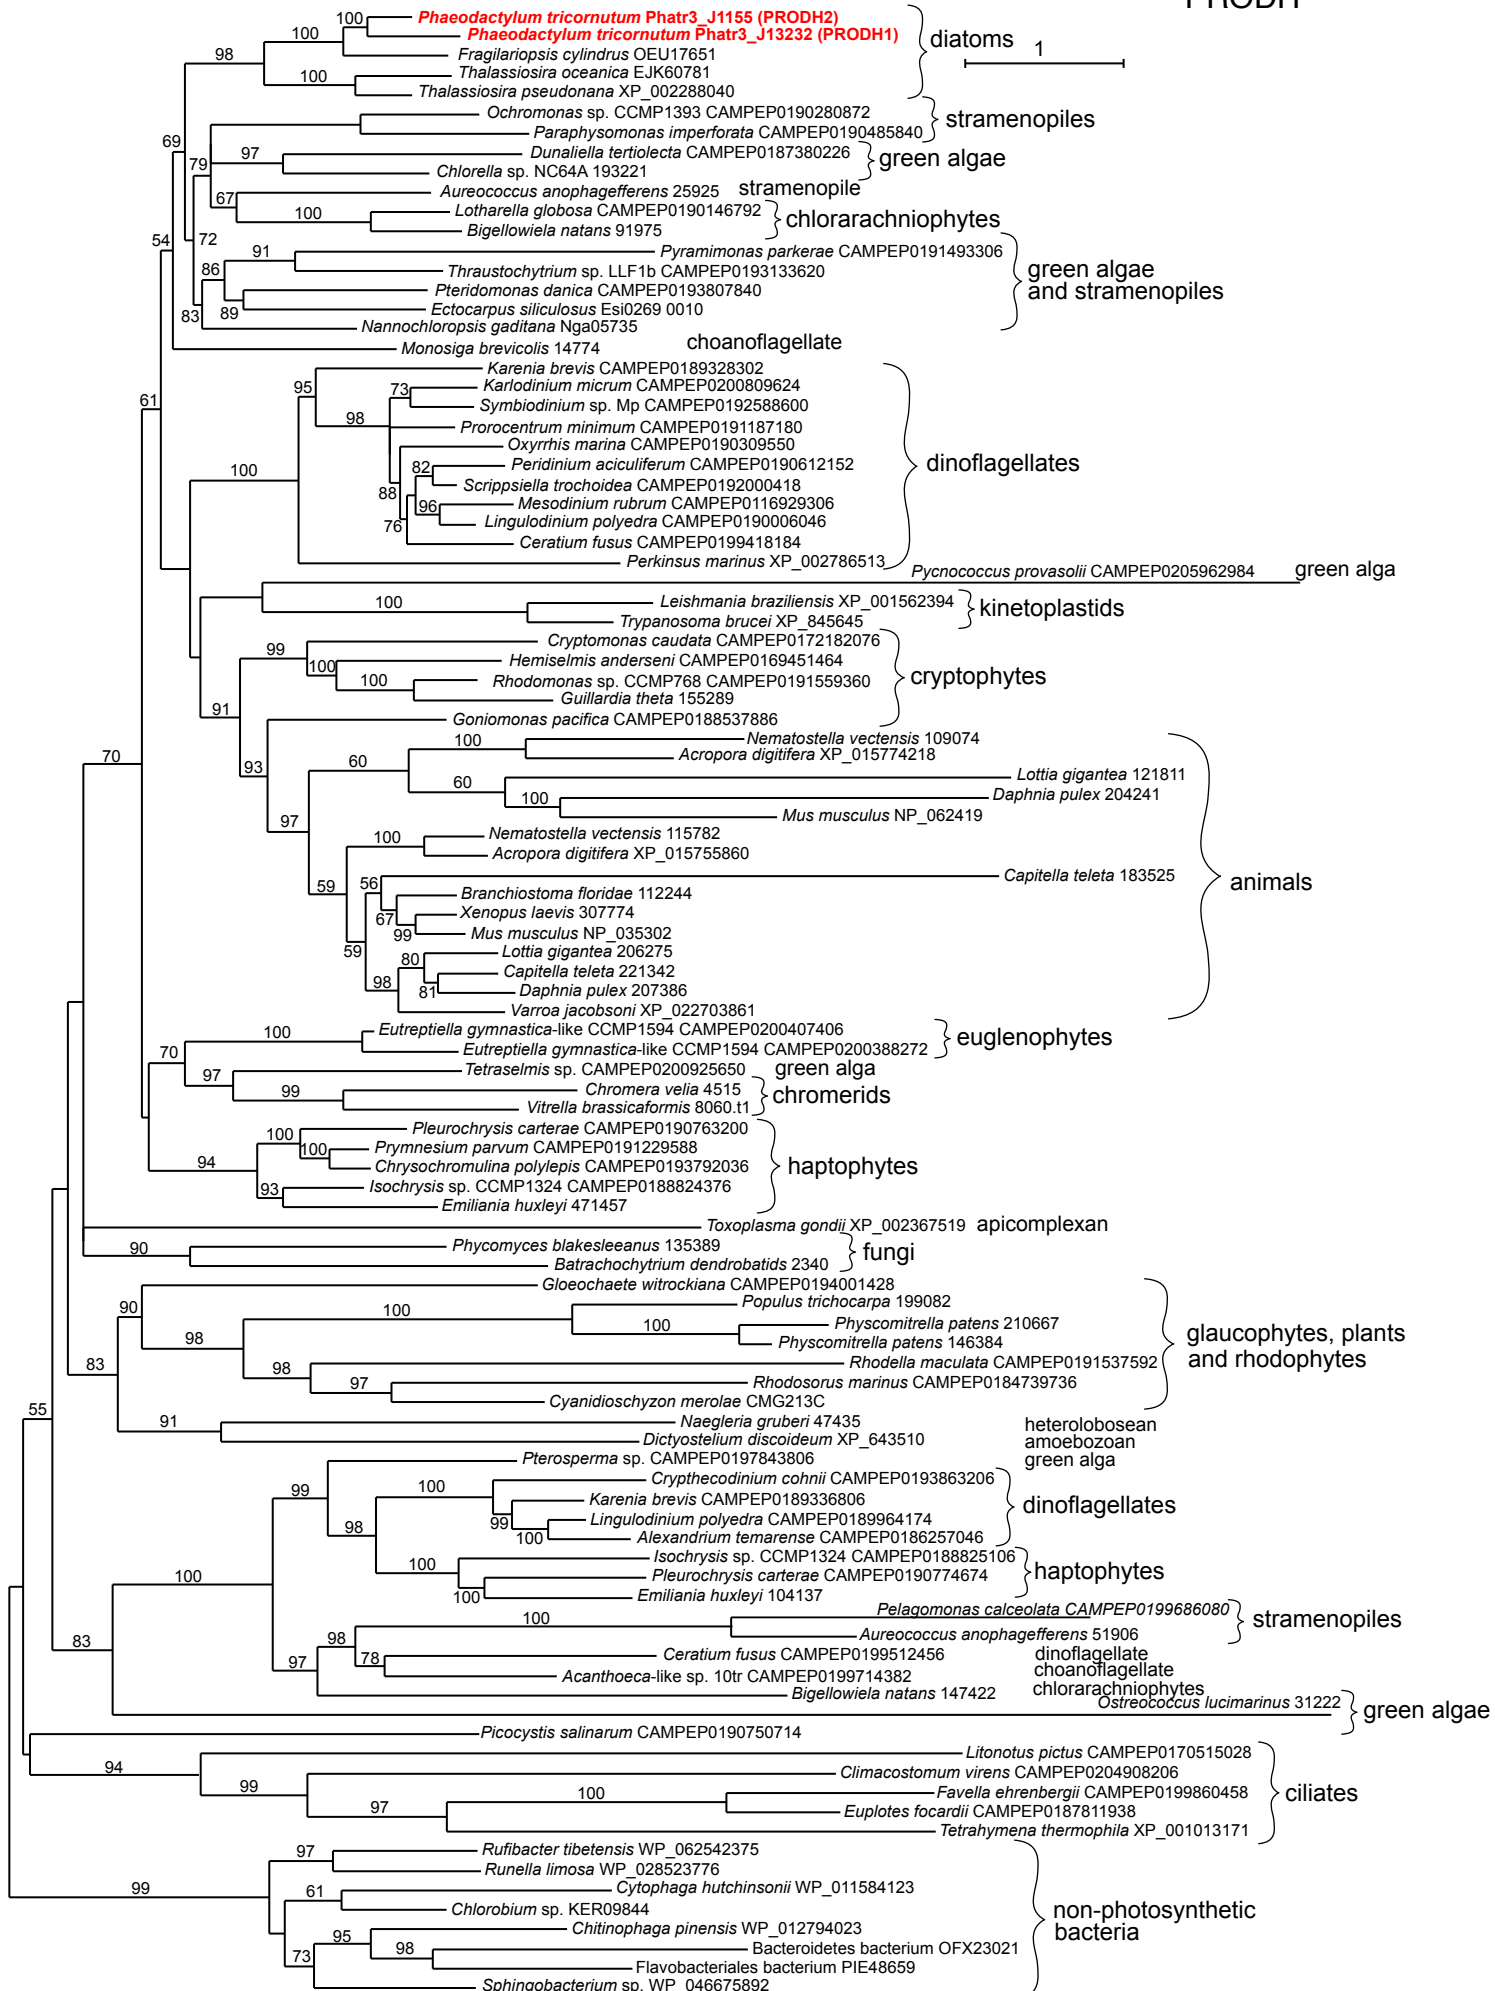 PRODH
100 Phaeodactylum tricornutum Phatr3_J1155 (PRODH2)
100 Phaeodactylum tricornutum Phatr3_J13232 (PRODH1)
diatoms 1
98 Fragilariopsis cylindrus OEU17651
Thalassiosira oceanica EJK60781
100
Thalassiosira pseudonana XP_002288040
Ochromonas sp. CCMP1393 CAMPEP0190280872
stramenopiles
Paraphysomonas imperforata CAMPEP0190485840
69
79 97 Dunaliella tertiolecta CAMPEP0187380226
green algae
Chlorella sp. NC64A 193221
67 Aureococcus anophagefferens 25925 stramenopile
100 Lotharella globosa CAMPEP0190146792
chlorarachniophytes
Bigellowiela natans 91975
54 72
91 Pyramimonas parkerae CAMPEP0191493306
86 Thraustochytrium sp. LLF1b CAMPEP0193133620
green algae
and stramenopiles
Pteridomonas danica CAMPEP0193807840
83 89 Ectocarpus siliculosus Esi0269 0010
Nannochloropsis gaditana Nga05735
Monosiga brevicolis 14774 choanoflagellate
Karenia brevis CAMPEP0189328302
95 73 Karlodinium micrum CAMPEP0200809624
61 Symbiodinium sp. Mp CAMPEP0192588600
98 Prorocentrum minimum CAMPEP0191187180
Oxyrrhis marina CAMPEP0190309550
100 82 Peridinium aciculiferum CAMPEP0190612152
dinoflagellates
88 Scrippsiella trochoidea CAMPEP0192000418
96 Mesodinium rubrum CAMPEP0116929306
76 Lingulodinium polyedra CAMPEP0190006046
Ceratium fusus CAMPEP0199418184
Perkinsus marinus XP_002786513
Pycnococcus provasolii CAMPEP0205962984 green alga
100 Leishmania braziliensis XP_001562394
kinetoplastids
Trypanosoma brucei XP_845645
99 Cryptomonas caudata CAMPEP0172182076
100 Hemiselmis anderseni CAMPEP0169451464
100 Rhodomonas sp. CCMP768 CAMPEP0191559360
cryptophytes
Guillardia theta 155289
91 Goniomonas pacifica CAMPEP0188537886
100 Nematostella vectensis 109074
70 93 60 Acropora digitifera XP_015774218
60 Lottia gigantea 121811
100 Daphnia pulex 204241
97 Mus musculus NP_062419
100 Nematostella vectensis 115782
Acropora digitifera XP_015755860
59 56 Capitella teleta 183525
animals
Branchiostoma floridae 112244
67 Xenopus laevis 307774
99 Mus musculus NP_035302
59 80 Lottia gigantea 206275
98 Capitella teleta 221342
81 Daphnia pulex 207386
Varroa jacobsoni XP_022703861
100 Eutreptiella gymnastica-like CCMP1594 CAMPEP0200407406
euglenophytes
70 Eutreptiella gymnastica-like CCMP1594 CAMPEP0200388272
97 Tetraselmis sp. CAMPEP0200925650 green alga
99 Chromera velia 4515
chromerids
Vitrella brassicaformis 8060.t1
100 Pleurochrysis carterae CAMPEP0190763200
100 Prymnesium parvum CAMPEP0191229588
94 Chrysochromulina polylepis CAMPEP0193792036
haptophytes
93 Isochrysis sp. CCMP1324 CAMPEP0188824376
Emiliania huxleyi 471457
Toxoplasma gondii XP_002367519 apicomplexan
90 Phycomyces blakesleeanus 135389
fungi
Batrachochytrium dendrobatids 2340
Gloeochaete witrockiana CAMPEP0194001428
90 100 Populus trichocarpa 199082
100 Physcomitrella patens 210667
98 Physcomitrella patens 146384
glaucophytes, plants
and rhodophytes
83 98 Rhodella maculata CAMPEP0191537592
97 Rhodosorus marinus CAMPEP0184739736
Cyanidioschyzon merolae CMG213C
55 91 Naegleria gruberi 47435 heterolobosean
Dictyostelium discoideum XP_643510 amoebozoan
Pterosperma sp. CAMPEP0197843806 green alga
99 100 Crypthecodinium cohnii CAMPEP0193863206
Karenia brevis CAMPEP0189336806
dinoflagellates
98 99 Lingulodinium polyedra CAMPEP0189964174
100 Alexandrium temarense CAMPEP0186257046
100 Isochrysis sp. CCMP1324 CAMPEP0188825106
haptophytes
100 Pleurochrysis carterae CAMPEP0190774674
100 Emiliania huxleyi 104137
100 Pelagomonas calceolata CAMPEP0199686080
stramenopiles
83 98 Aureococcus anophagefferens 51906
97 78 Ceratium fusus CAMPEP0199512456 dinoflagellate
Acanthoeca-like sp. 10tr CAMPEP0199714382 choanoflagellate
Bigellowiela natans 147422 chlorarachniophytes
Ostreococcus lucimarinus 31222
green algae
Picocystis salinarum CAMPEP0190750714
94 Litonotus pictus CAMPEP0170515028
99 Climacostomum virens CAMPEP0204908206
100 Favella ehrenbergii CAMPEP0199860458
ciliates
97 Euplotes focardii CAMPEP0187811938
Tetrahymena thermophila XP_001013171
97 Rufibacter tibetensis WP_062542375
Runella limosa WP_028523776
99 61 Cytophaga hutchinsonii WP_011584123
Chlorobium sp. KER09844
non-photosynthetic
bacteria
Chitinophaga pinensis WP_012794023
95 98 Bacteroidetes bacterium OFX23021
73 Flavobacteriales bacterium PIE48659
Sphingobacterium sp. WP_046675892